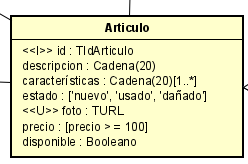 Articulo
<<I>> id : TIdArticulo
descripcion : Cadena(20)
características : Cadena(20)[1..*]
estado : ['nuevo', 'usado', 'dañado']
<<U>> foto : TURL
precio : [precio > = 100]
disponible : Booleano